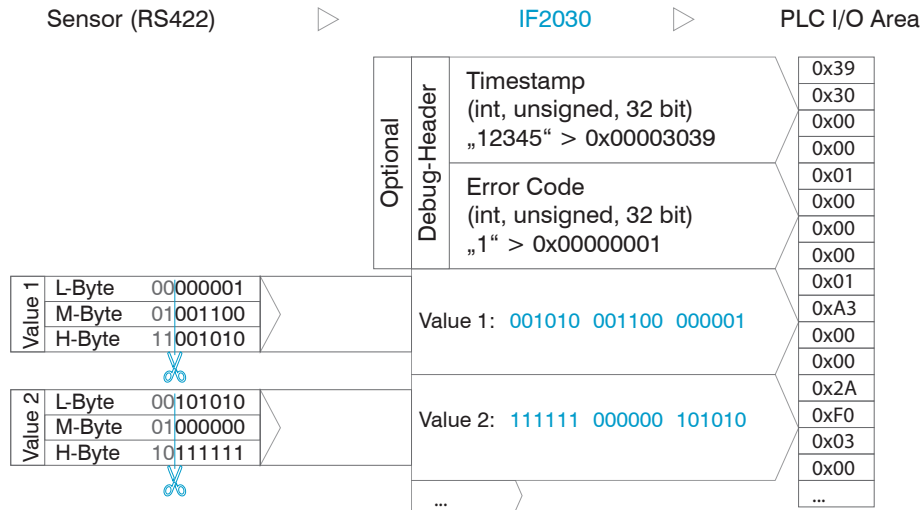 Sensor (RS422) IF2030 PLC I/O Area
Optional
Debug-Header
Timestamp
(int, unsigned, 32 bit)
„12345“ > 0x00003039
Error Code
(int, unsigned, 32 bit)
„1“ > 0x00000001
Value 1
L-Byte 00000001
M-Byte 01001100
H-Byte 11001010
Value 1: 001010 001100 000001
Value 2
L-Byte 00101010
M-Byte 01000000
H-Byte 10111111
Value 2: 111111 000000 101010
...
0x39
0x30
0x00
0x00
0x01
0x00
0x00
0x00
0x01
0xA3
0x00
0x00
0x2A
0xF0
0x03
0x00
...